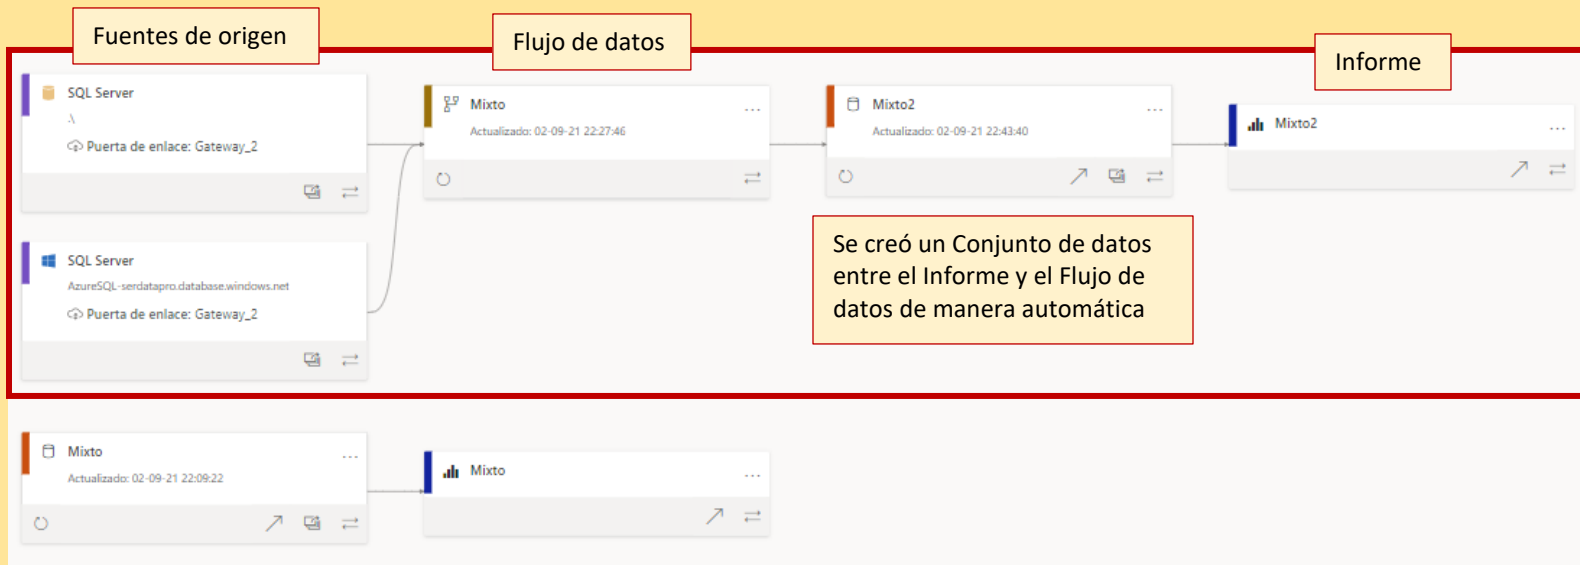 Fuentes de origen
Flujo de datos
Informe
SQL Server
.\
Puerta de enlace: Gateway_2
Mixto
Actualizado: 02-09-21 22:27:46
Mixto2
Actualizado: 02-09-21 22:43:40
Mixto2
SQL Server
AzureSQL-serdatapro.database.windows.net
Puerta de enlace: Gateway_2
Se creó un Conjunto de datos
entre el Informe y el Flujo de
datos de manera automática
Mixto
Actualizado: 02-09-21 22:09:22
Mixto